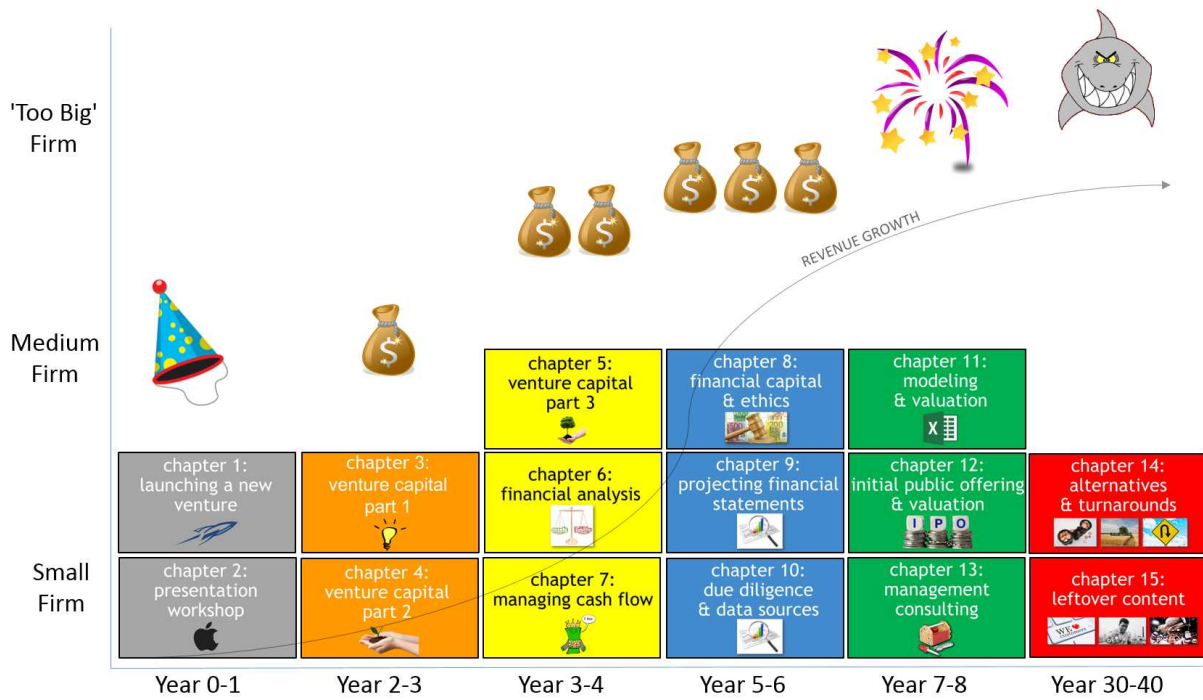 'Too Big'
Firm
Medium
Firm
Small
Firm
REVENUE GROWTH
$
$
$
$
$
$
chapter 1:
launching a new
venture
chapter 2:
presentation
workshop
chapter 3:
venture capital
part 1
chapter 4:
venture capital
part 2
chapter 5:
venture capital
part 3
chapter 6:
financial analysis
chapter 7:
managing cash flow
chapter 8:
financial capital
& ethics
500
200
chapter 9:
projecting financial
statements
chapter 10:
due diligence
& data sources
chapter 11:
modeling
& valuation
X
chapter 12:
initial public offering
& valuation
I P O
chapter 13:
management
consulting
chapter 14:
alternatives
& turnarounds
chapter 15:
leftover content
WE
CUSTOMERS
Year 0-1
Year 2-3
Year 3-4
Year 5-6
Year 7-8
Year 30-40